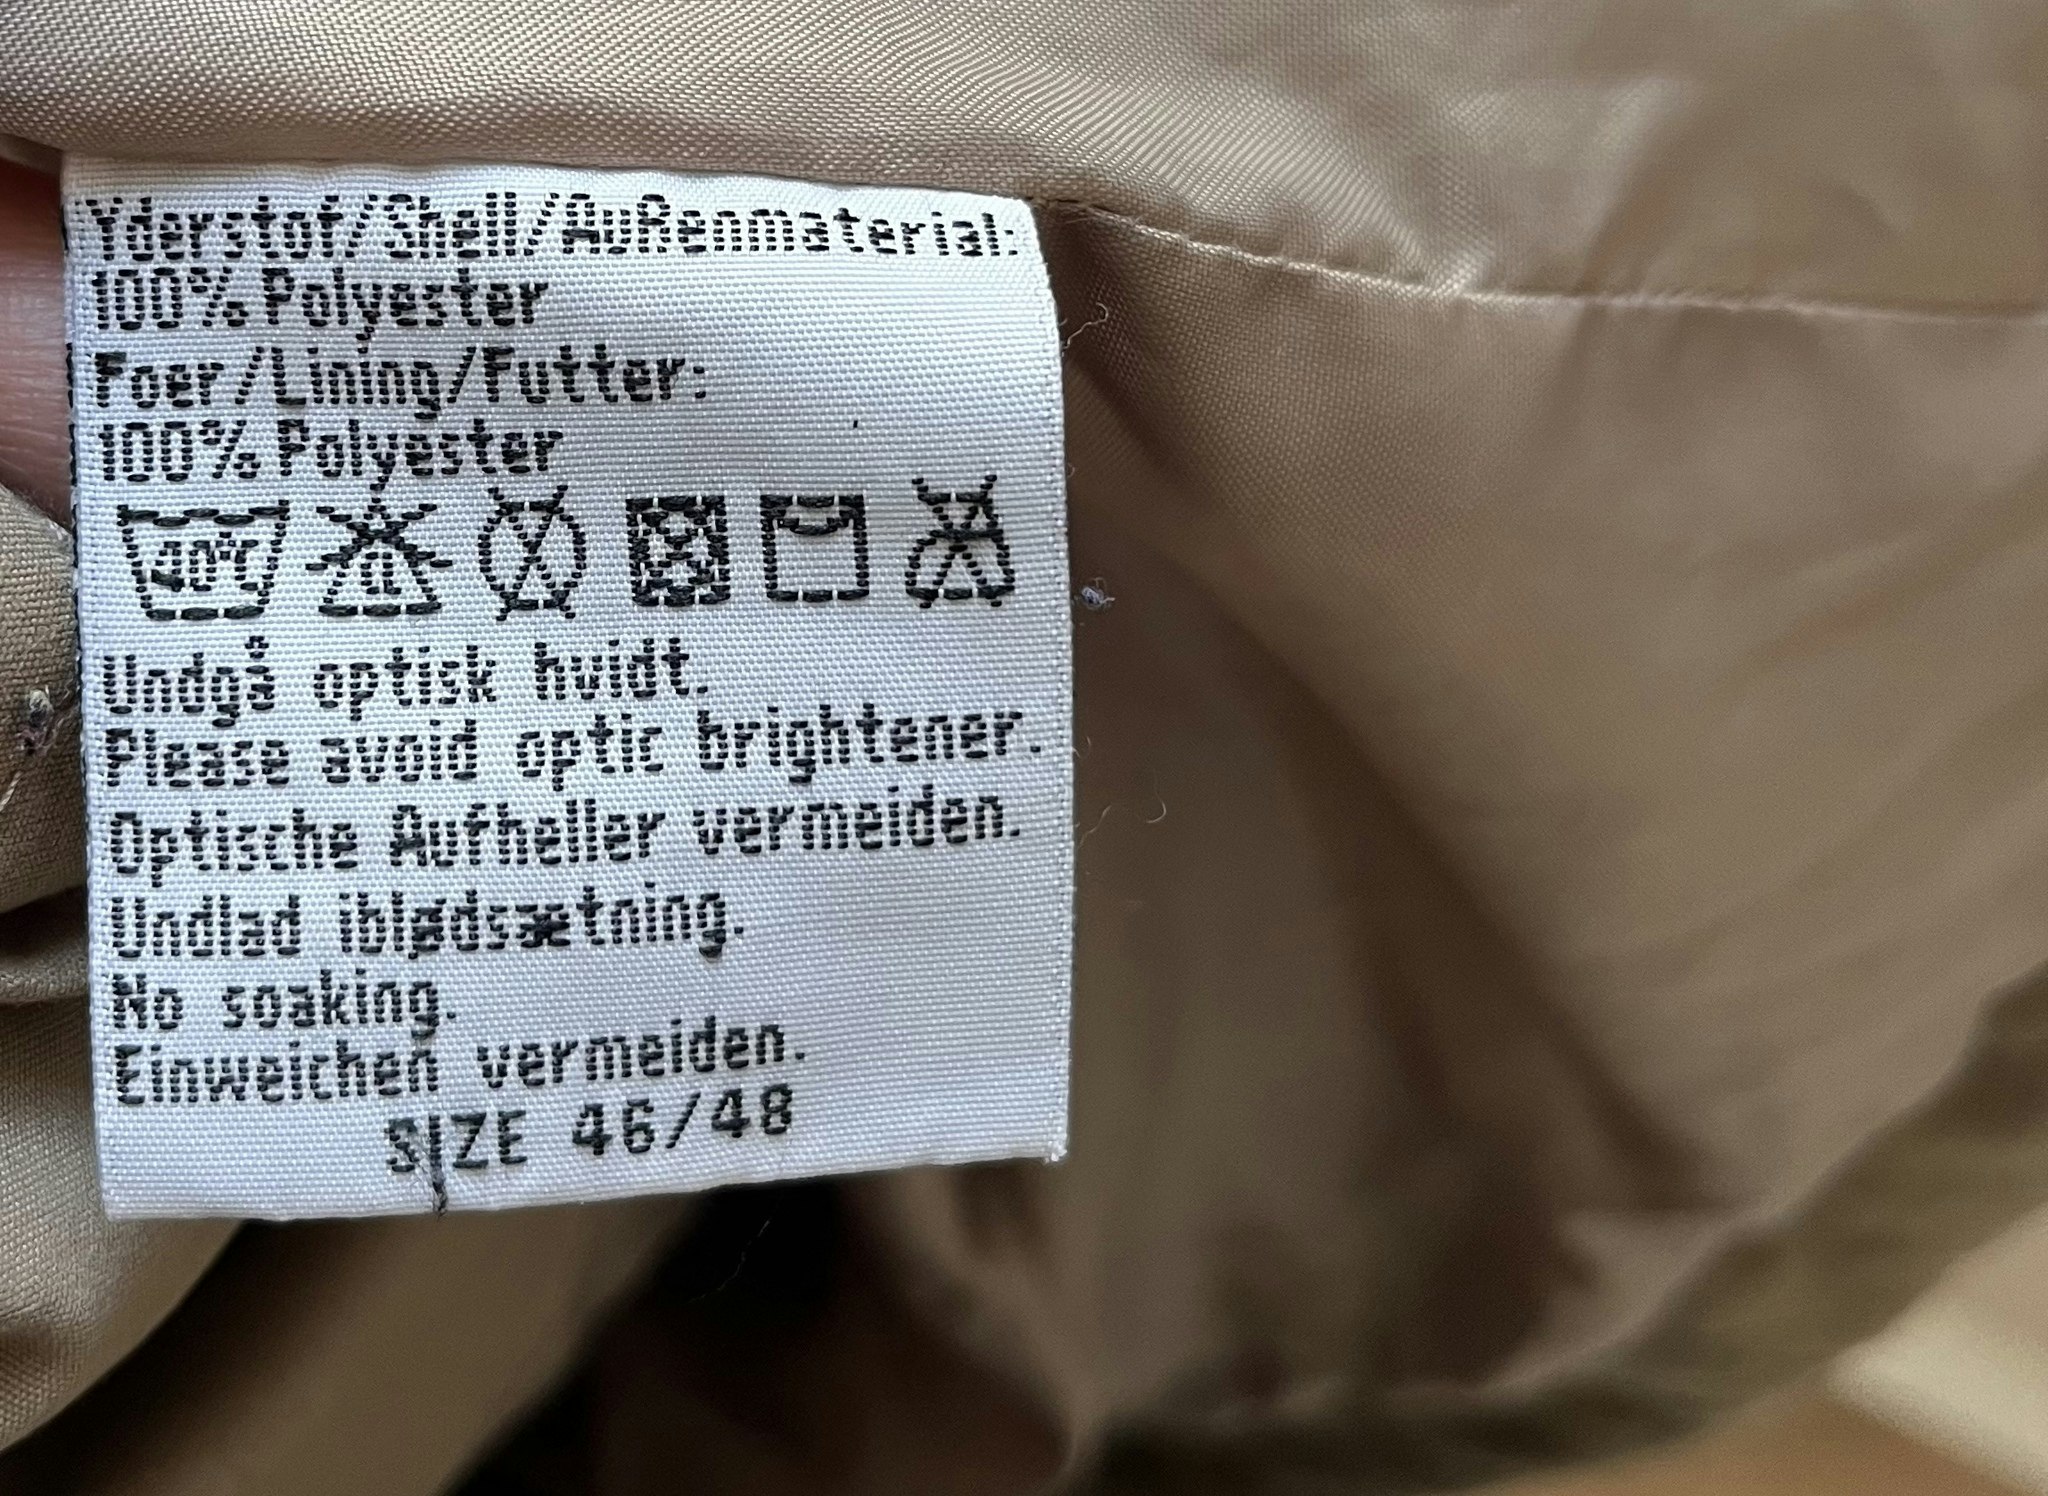 Yderstof/Shell/Außenmaterial:
100% Polyester
Foer/Lining/Futter:
100% Polyester
40°C
cl
Undgå optisk hvidt.
Please avoid optic brightener.
Optische Aufheller vermeiden.
Undlad iblødsætning.
No soaking.
Einweichen vermeiden.
SIZE 46/48